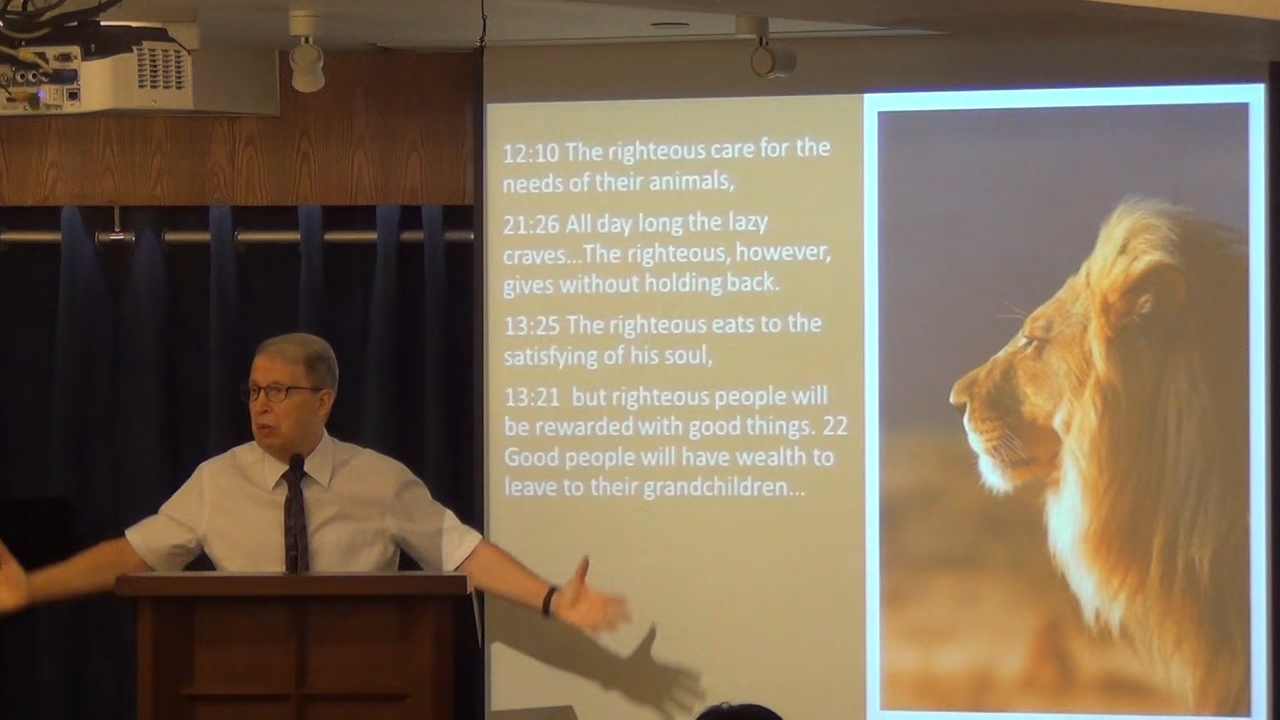 12:10 The righteous care for the
needs of their animals,
21:26 All day long the lazy
craves...The righteous, however,
gives without holding back.
13:25 The righteous eats to the
satisfying of his soul,
13:21  but righteous people will
be rewarded with good things. 22
Good people will have wealth to
leave to their grandchildren...